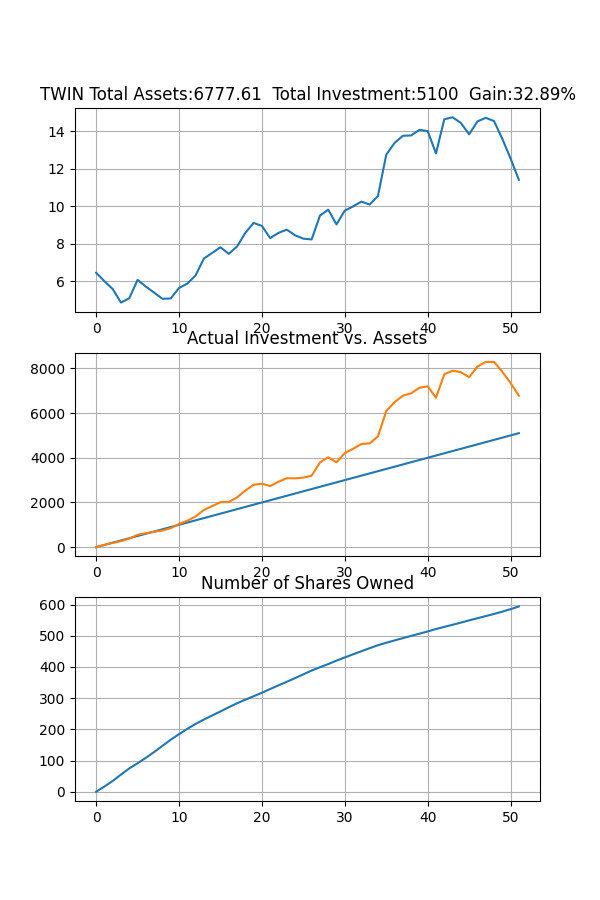 TWIN Total Assets:6777.61  Total Investment:5100  Gain:32.89%
14
12
10
8
6
0 10 20 30 40 50
Actual Investment vs. Assets
8000
6000
4000
2000
0
0 10 20 30 40 50
Number of Shares Owned
600
500
400
300
200
100
0
0 10 20 30 40 50